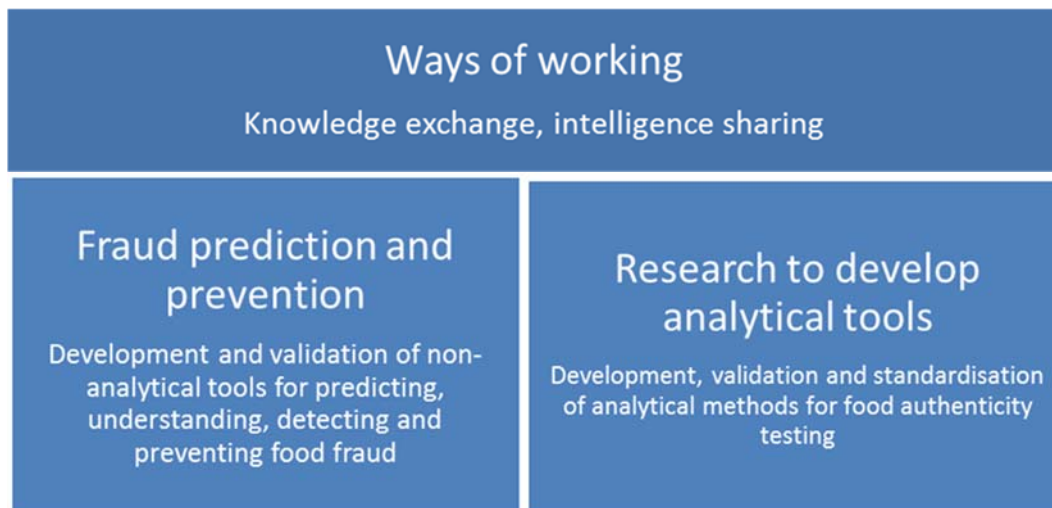 Ways of working
Knowledge exchange, intelligence sharing
Fraud prediction and
prevention
Development and validation of non-
analytical tools for predicting,
understanding, detecting and
preventing food fraud
Research to develop
analytical tools
Development, validation and standardisation
of analytical methods for food authenticity
testing